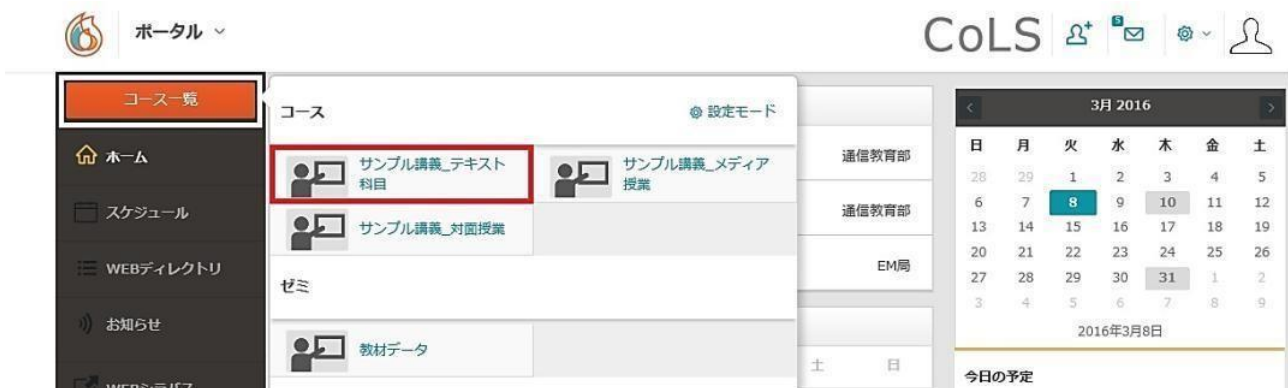 ポータル
CoLS
5
コース一覧
ホーム
スケジュール
WEBディレクトリ
お知らせ
WEBシラバス
コース
設定モード
サンプル講義_テキスト
科目
サンプル講義_メディア
授業
サンプル講義_対面授業
ゼミ
教材データ
通信教育部
通信教育部
EM局
土 日
3月 2016
日 月 火 水 木 金 土
28 29 1 2 3 4 5
6 7 8 9 10 11 12
13 14 15 16 17 18 19
20 21 22 23 24 25 26
27 28 29 30 31 1 2
3 4 5 6 7 8 9
2016年3月8日
今日の予定